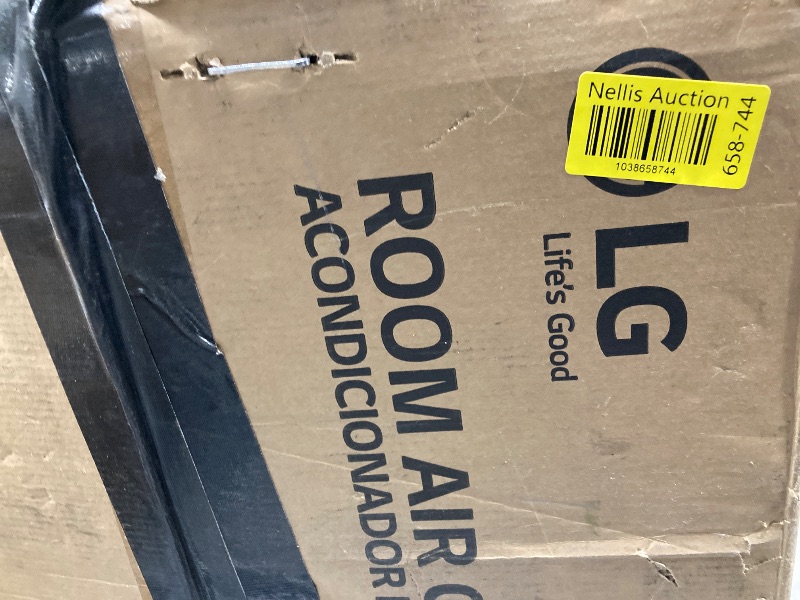 Nellis Auction
1038658744
658-744
LG
Life's Good
ROOM AIR
ACONDICIONADOR